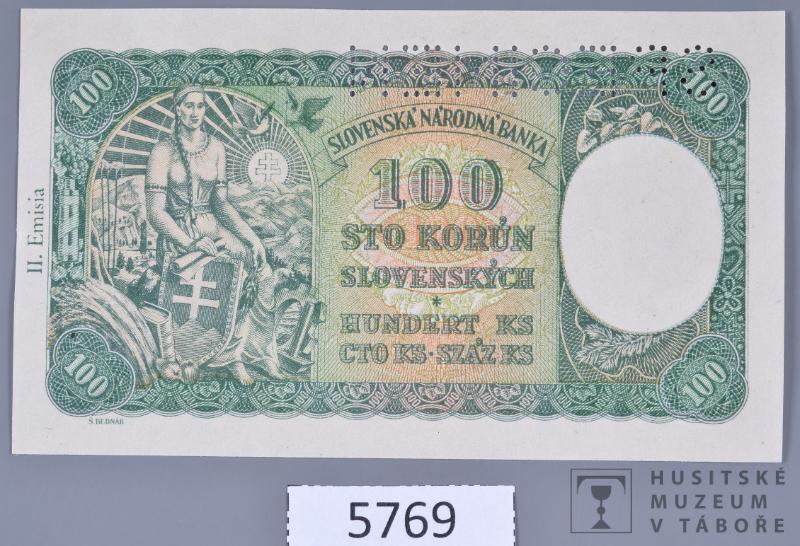 100
100
SLOVENSKÁ NÁRODNÁ BANKA
100
STO KORÚN
SLOVENSKÝCH
*
HUNDERT KS
СТО KS · SZÁZ KS
II. Emisia
100
100
Š. BEDNÁR
5769
HUSITSKÉ
MUZEUM
V TÁBOŘE